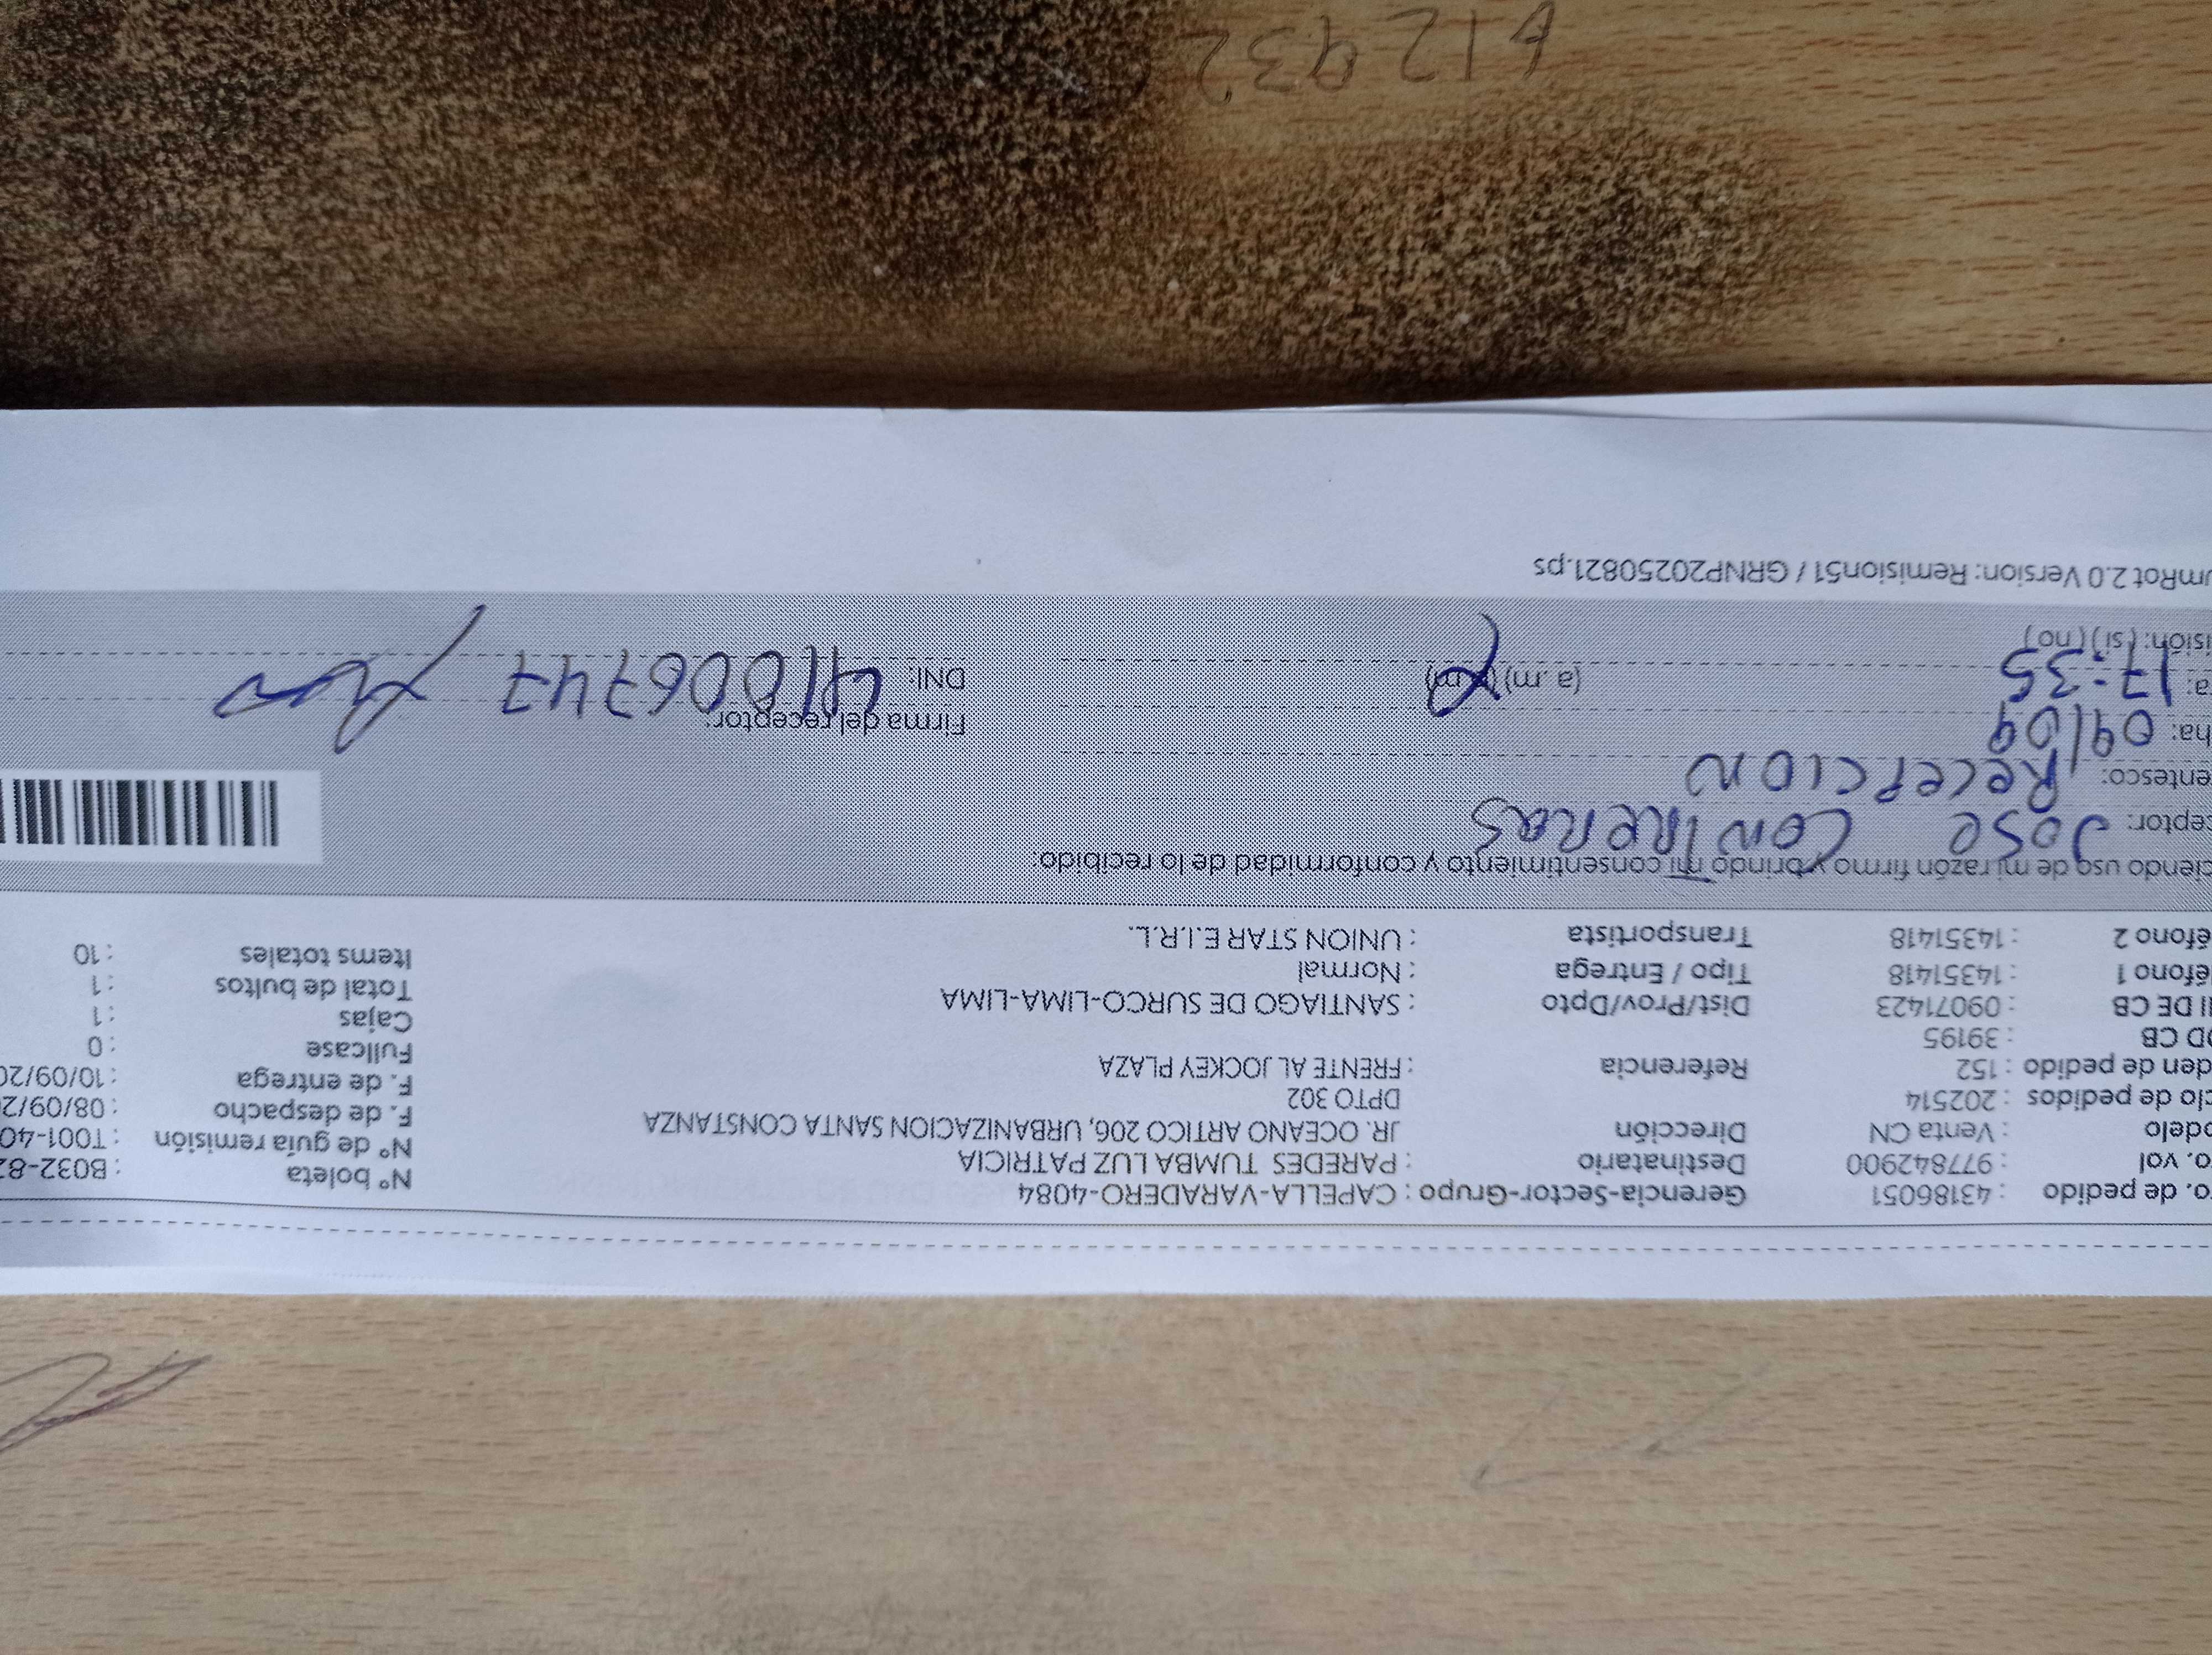 o. de pedido : 43186051 Gerencia-Sector-Grupo : CAPELLA-VARADERO-4084 N° boleta : B032-82
o. vol : 977842900 Destinatario : PAREDES TUMBA LUZ PATRICIA N° de guía remisión : T001-40
odelo : Venta CN Dirección JR. OCEANO ARTICO 206, URBANIZACION SANTA CONSTANZA F. de despacho : 08/09/2
clo de pedidos : 202514 DPTO 302 F. de entrega : 10/09/20
den de pedido : 152 Referencia : FRENTE AL JOCKEY PLAZA Fullcase : 0
OD CB : 39195 Cajas : 1
II DE CB : 09071423 Dist/Prov/Dpto : SANTIAGO DE SURCO-LIMA-LIMA Total de bultos : 1
éfono 1 : 14351418 Tipo / Entrega : Normal Items totales : 10
éfono 2 : 14351418 Transportista : UNION STAR E.I.R.L.
ciendo uso de mi razón firmo y brindo mi consentimiento y conformidad de lo recibido:
ceptor: Jose Contreras
entesco: Recepcion
ha: 09/09 Firma del receptor:
a: 17:35 (a.m) (p.m) DNI: 41006747
isión: (si) (no)
mRot 2.0 Version: Remision51 / GRNP20250821.ps